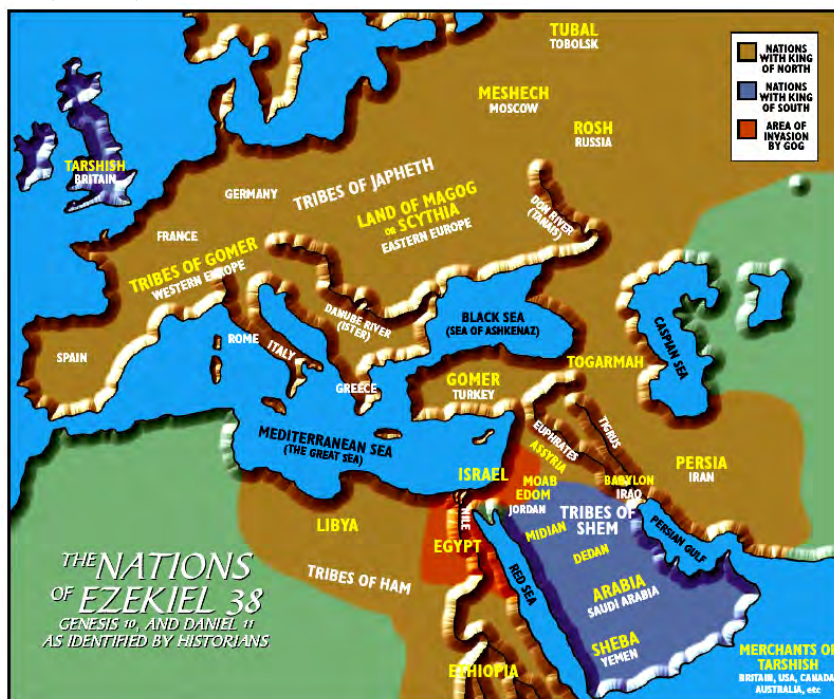 TUBAL
TOBOLSK
NATIONS
WITH KING
OF NORTH
NATIONS
WITH KING
OF SOUTH
AREA OF
INVASION
BY GOG
MESHECH
MOSCOW
ROSH
RUSSIA
TARSHISH
BRITAIN
GERMANY
TRIBES OF JAPHETH
LAND OF MAGOG
OR SCYTHIA
EASTERN EUROPE
DON RIVER
(TANAIS)
FRANCE
TRIBES OF GOMER
WESTERN EUROPE
DANUBE RIVER
(ISTER)
BLACK SEA
(SEA OF ASHKENAZ)
CASPIAN SEA
SPAIN
ROME
ITALY
GREECE
GOMER
TURKEY
TOGARMAH
MEDITERRANEAN SEA
(THE GREAT SEA)
EUPHRATES
TIGRUS
ASSYRIA
PERSIA
IRAN
ISRAEL
MOAB
EDOM
JORDAN
BABYLON
IRAQ
TRIBES OF
SHEM
PERSIAN GULF
LIBYA
NILE
EGYPT
MIDIAN
DEDAN
RED SEA
TRIBES OF HAM
ARABIA
SAUDI ARABIA
SHEBA
YEMEN
ETHIOPIA
THE NATIONS
OF EZEKIEL 38
GENESIS 10, AND DANIEL 11
AS IDENTIFIED BY HISTORIANS
MERCHANTS OF
TARSHISH
BRITAIN, USA, CANADA,
AUSTRALIA, etc